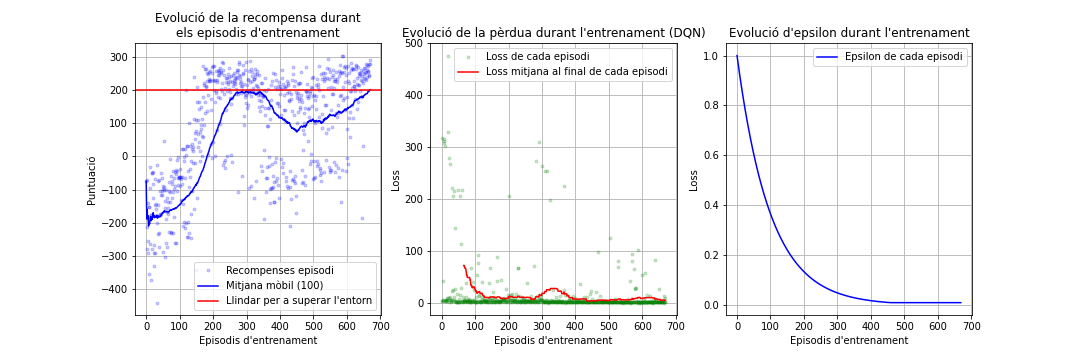 Evolució de la recompensa durant
els episodis d'entrenament
Puntuació
300
200
100
0
−100
−200
−300
−400
0 100 200 300 400 500 600 700
Episodis d'entrenament
Recompenses episodi
Mitjana mòbil (100)
Llindar per a superar l'entorn
Evolució de la pèrdua durant l'entrenament (DQN)
Loss
500
400
300
200
100
0
0 100 200 300 400 500 600 700
Episodis d'entrenament
Loss de cada episodi
Loss mitjana al final de cada episodi
Evolució d'epsilon durant l'entrenament
Loss
1.0
0.8
0.6
0.4
0.2
0.0
0 100 200 300 400 500 600 700
Episodis d'entrenament
Epsilon de cada episodi